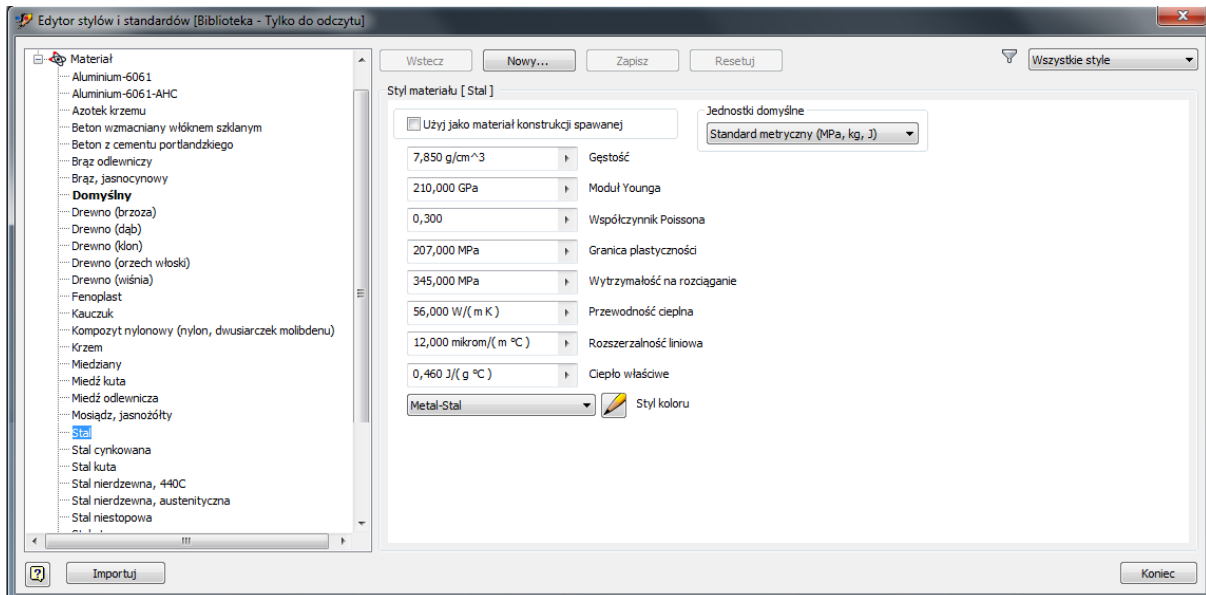 Edytor stylów i standardów [Biblioteka - Tylko do odczytu]
Materiał
Aluminium-6061
Aluminium-6061-AHC
Azotek krzemu
Beton wzmacniany włóknem szklanym
Beton z cementu portlandzkiego
Brąz odlewniczy
Brąz, jasnocynowy
Domyślny
Drewno (brzoza)
Drewno (dąb)
Drewno (klon)
Drewno (orzech włoski)
Drewno (wiśnia)
Fenoplast
Kauczuk
Kompozyt nylonowy (nylon, dwusiarczek molibdenu)
Krzem
Miedziany
Miedź kuta
Miedź odlewnicza
Mosiądz, jasnożółty
Stal
Stal cynkowana
Stal kuta
Stal nierdzewna, 440C
Stal nierdzewna, austenityczna
Stal niestopowa
Wstecz Nowy... Zapisz Resetuj Wszystkie style
Styl materiału [ Stal ]
Użyj jako materiał konstrukcji spawanej
Jednostki domyślne
Standard metryczny (MPa, kg, J)
7,850 g/cm^3 Gęstość
210,000 GPa Moduł Younga
0,300 Współczynnik Poissona
207,000 MPa Granica plastyczności
345,000 MPa Wytrzymałość na rozciąganie
56,000 W/( m K ) Przewodność cieplna
12,000 mikrom/( m °C ) Rozszerzalność liniowa
0,460 J/( g °C ) Ciepło właściwe
Metal-Stal Styl koloru
Importuj Koniec